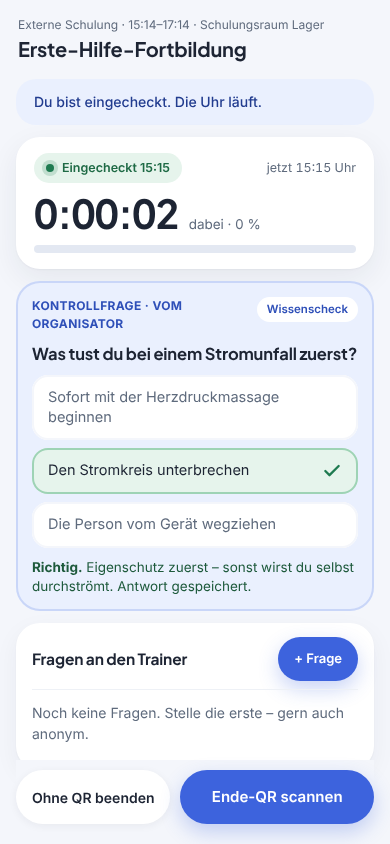 Externe Schulung · 15:14–17:14 · Schulungsraum Lager
Erste-Hilfe-Fortbildung
Du bist eingecheckt. Die Uhr läuft.
Eingecheckt 15:15
jetzt 15:15 Uhr
0:00:02 dabei · 0 %
KONTROLLFRAGE · VOM
ORGANISATOR
Wissenscheck
Was tust du bei einem Stromunfall zuerst?
Sofort mit der Herzdruckmassage
beginnen
Den Stromkreis unterbrechen
Die Person vom Gerät wegziehen
Richtig. Eigenschutz zuerst – sonst wirst du selbst
durchströmt. Antwort gespeichert.
Fragen an den Trainer
+ Frage
Noch keine Fragen. Stelle die erste – gern auch
anonym.
Ohne QR beenden
Ende-QR scannen